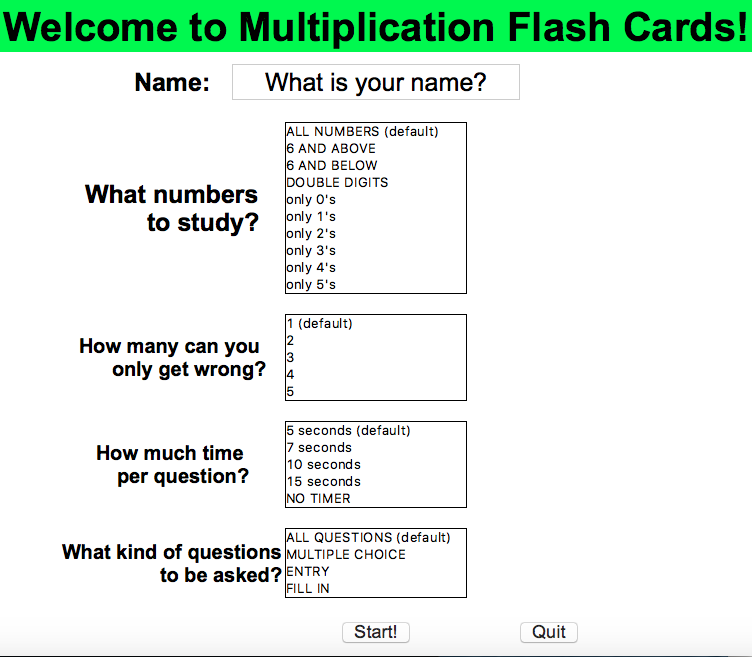 Welcome to Multiplication Flash Cards!
Name:
What is your name?
What numbers
to study?
ALL NUMBERS (default)
6 AND ABOVE
6 AND BELOW
DOUBLE DIGITS
only 0's
only 1's
only 2's
only 3's
only 4's
only 5's
How many can you
only get wrong?
1 (default)
2
3
4
5
How much time
per question?
5 seconds (default)
7 seconds
10 seconds
15 seconds
NO TIMER
What kind of questions
to be asked?
ALL QUESTIONS (default)
MULTIPLE CHOICE
ENTRY
FILL IN
Start!
Quit